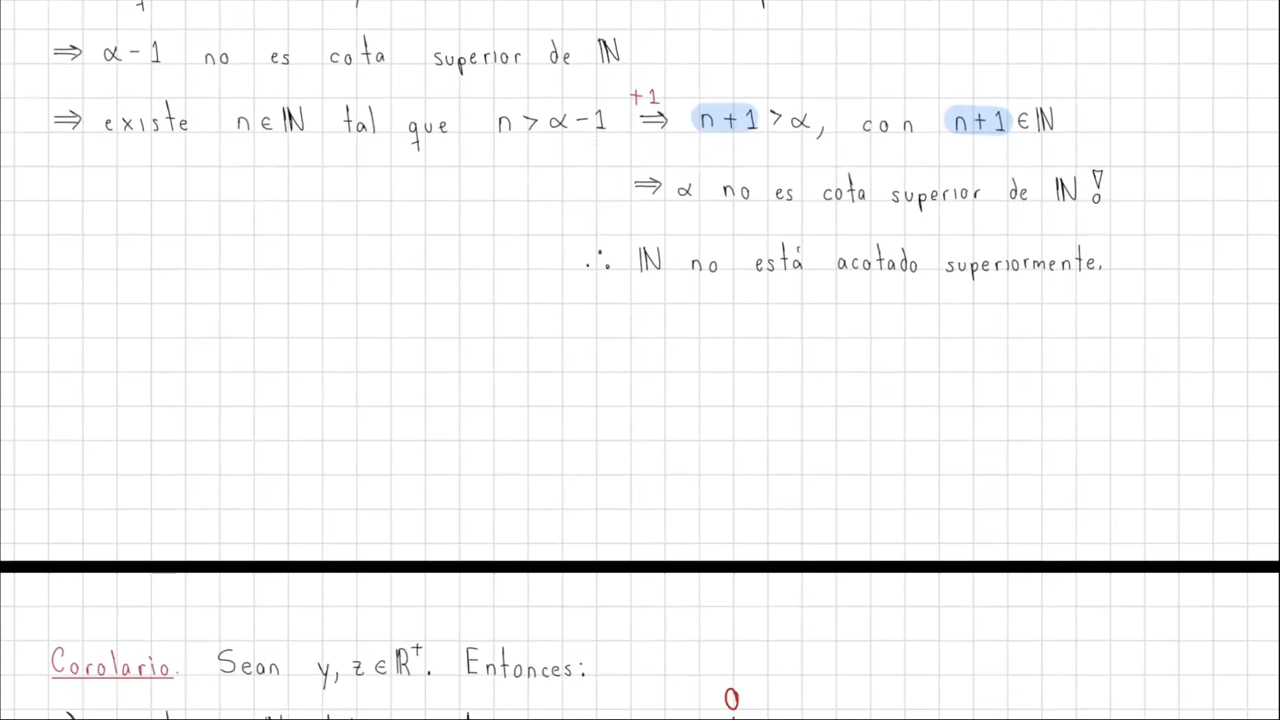 ⇒ α - 1 no es cota superior de ℕ
+1
⇒ existe n ∈ ℕ tal que n > α - 1 ⇒ n + 1 > α, con n + 1 ∈ ℕ
⇒ α no es cota superior de ℕ!
∴ ℕ no está acotado superiormente.
Corolario. Sean y, z ∈ ℝ⁺. Entonces:
0